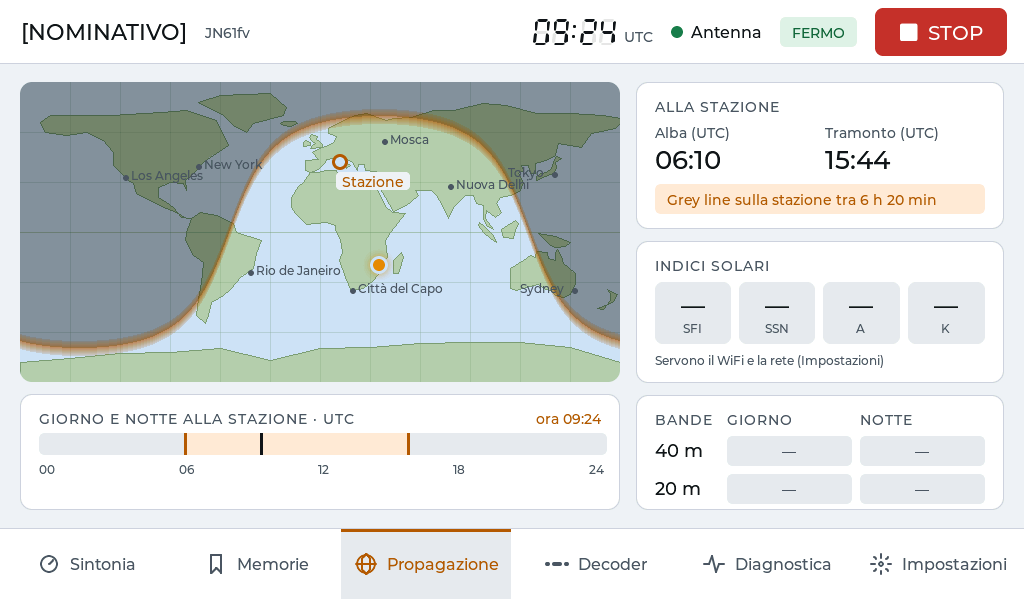 [NOMINATIVO]
JN61fv
09:24 UTC
Antenna
FERMO
STOP
Mosca
New York
Los Angeles
Tokyo
Nuova Delhi
Stazione
Rio de Janeiro
Città del Capo
Sydney
ALLA STAZIONE
Alba (UTC)
Tramonto (UTC)
06:10
15:44
Grey line sulla stazione tra 6 h 20 min
INDICI SOLARI
— — — —
SFI SSN A K
Servono il WiFi e la rete (Impostazioni)
GIORNO E NOTTE ALLA STAZIONE · UTC
ora 09:24
00 06 12 18 24
BANDE GIORNO NOTTE
40 m — —
20 m — —
Sintonia
Memorie
Propagazione
Decoder
Diagnostica
Impostazioni